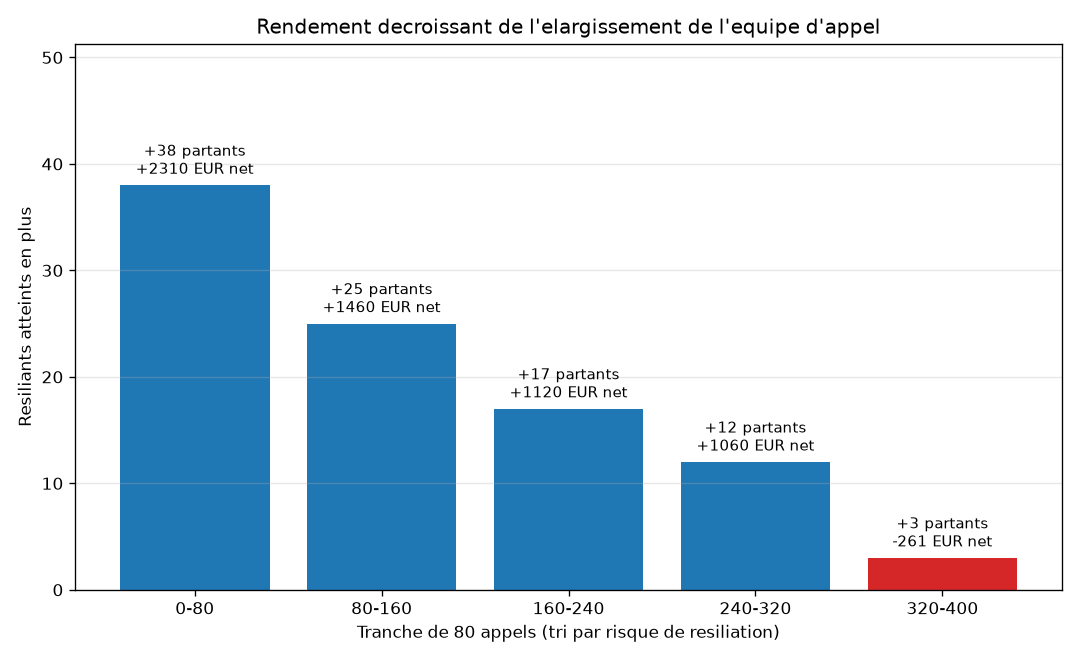 Rendement decroissant de l'elargissement de l'equipe d'appel
Resiliants atteints en plus
50
40
30
20
10
0
+38 partants
+2310 EUR net
+25 partants
+1460 EUR net
+17 partants
+1120 EUR net
+12 partants
+1060 EUR net
+3 partants
-261 EUR net
0-80
80-160
160-240
240-320
320-400
Tranche de 80 appels (tri par risque de resiliation)